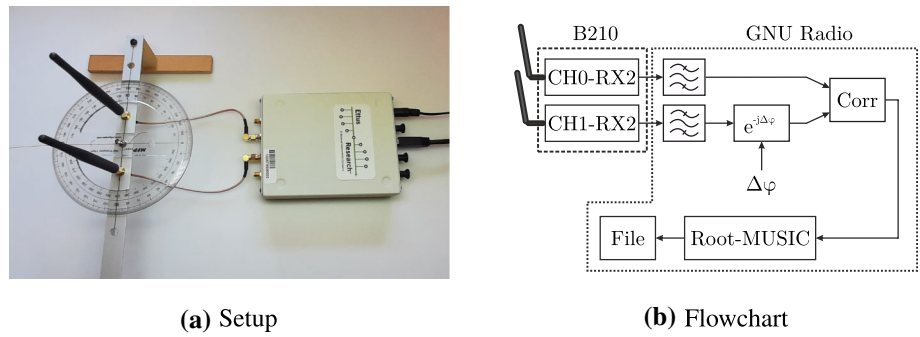 Ettus
Research
B210
GNU Radio
CH0-RX2
CH1-RX2
e^-jΔφ
Corr
Δφ
File
Root-MUSIC
(a) Setup
(b) Flowchart